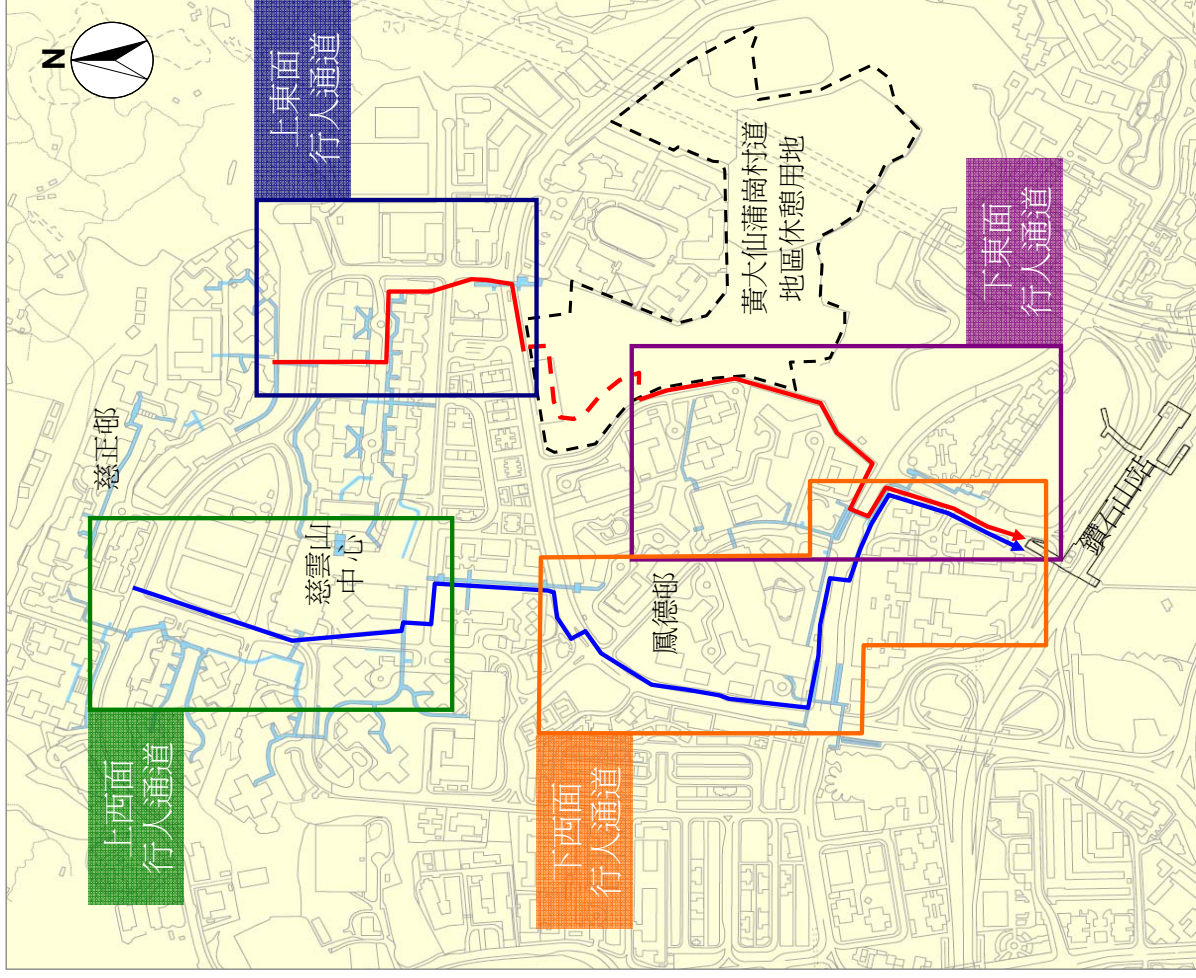 N
上東面
行人通道
慈正邨
黃大仙蒲崗村道
地區休憩用地
慈雲山
中心
下東面
行人通道
鳳德邨
上西面
行人通道
下西面
行人通道
鑽石山站